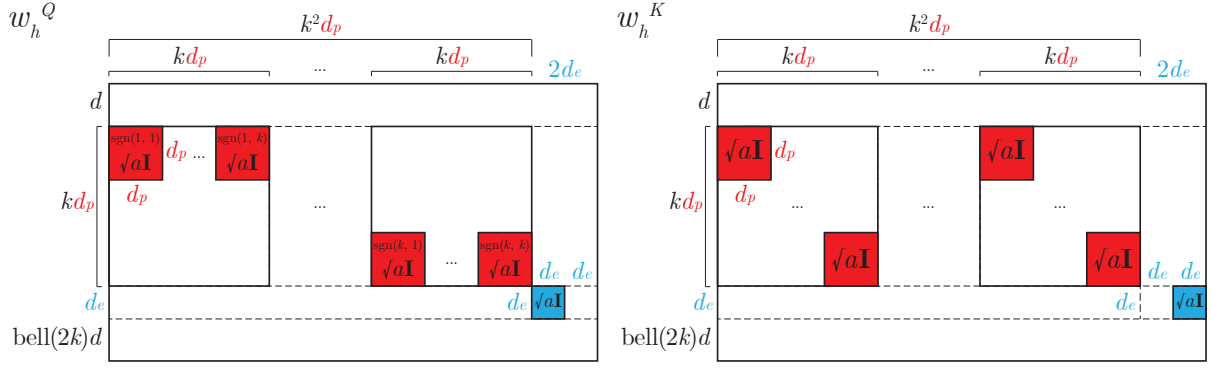 w_h^Q
k²d_p
kd_p ... kd_p
2d_e
d
sgn(1, 1) sgn(1, k)
√aI d_p ... √aI
d_p
kd_p
...
sgn(k, 1) sgn(k, k)
√aI ... √aI d_e d_e
d_e d_e √aI
bell(2k)d
w_h^K
k²d_p
kd_p ... kd_p
2d_e
d
√aI d_p √aI
d_p
kd_p ... ... ...
√aI √aI d_e d_e
d_e d_e √aI
bell(2k)d